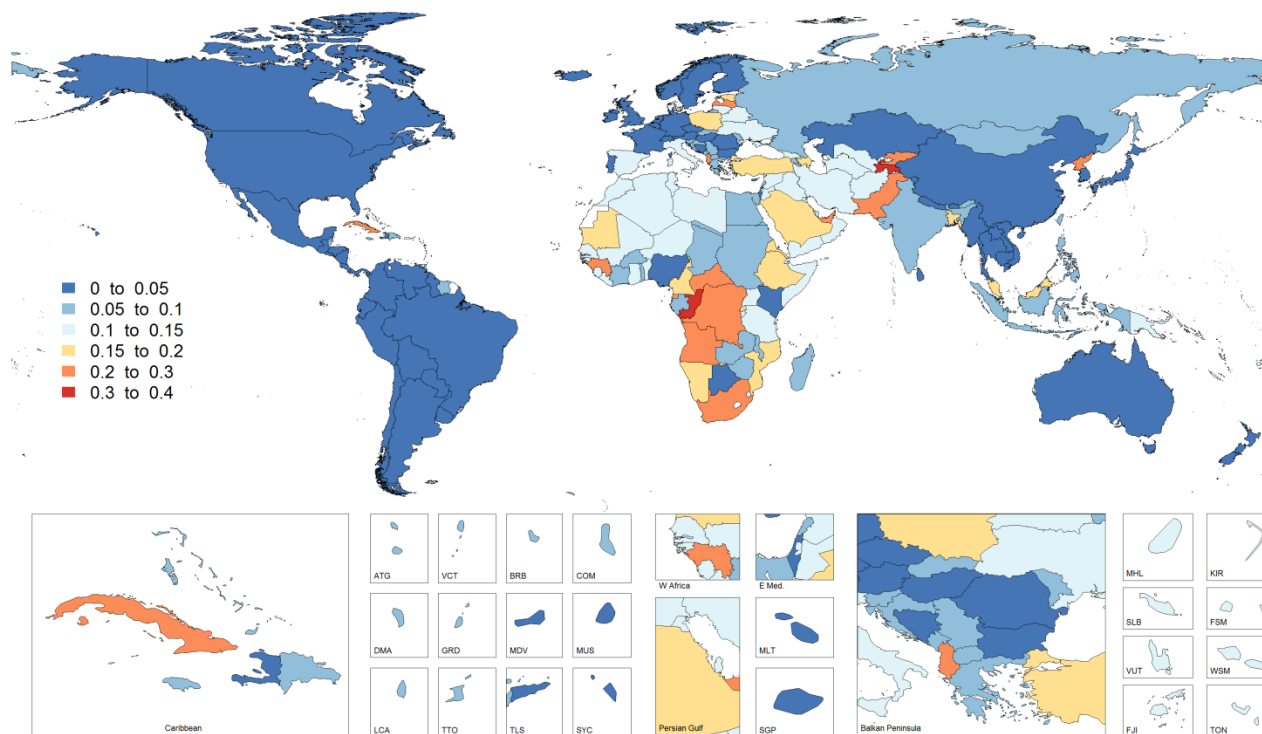 0 to 0.05
0.05 to 0.1
0.1 to 0.15
0.15 to 0.2
0.2 to 0.3
0.3 to 0.4
Caribbean
ATG
VCT
BRB
COM
DMA
GRD
MDV
MUS
LCA
TTO
TLS
SYC
W Africa
E Med.
Persian Gulf
MLT
SGP
Balkan Peninsula
MHL
KIR
SLB
FSM
VUT
WSM
FJI
TON